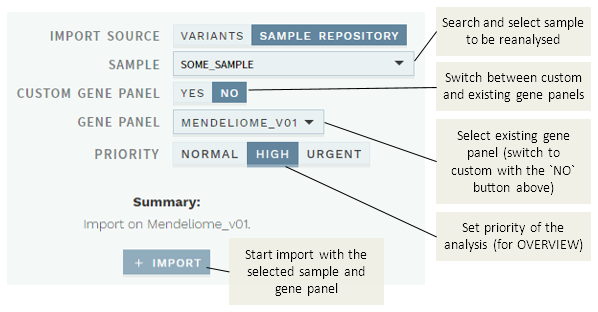 IMPORT SOURCE VARIANTS SAMPLE REPOSITORY
SAMPLE SOME_SAMPLE
CUSTOM GENE PANEL YES NO
GENE PANEL MENDELIOME_V01
PRIORITY NORMAL HIGH URGENT
Summary:
Import on Mendeliome_v01.
+ IMPORT
Search and select sample
to be reanalysed
Switch between custom
and existing gene panels
Select existing gene
panel (switch to
custom with the `NO`
button above)
Set priority of the
analysis (for OVERVIEW)
Start import with the
selected sample and
gene panel